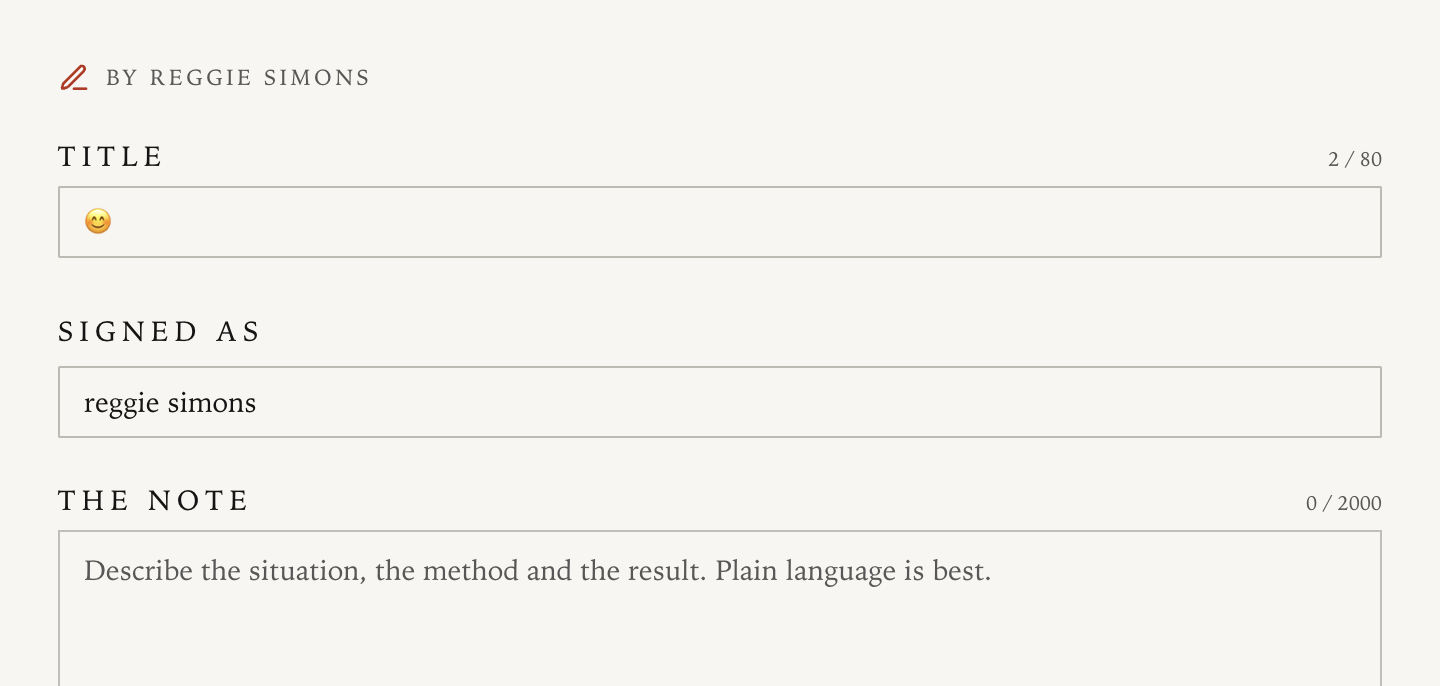 BY REGGIE SIMONS
TITLE
2 / 80
😊
SIGNED AS
reggie simons
THE NOTE
0 / 2000
Describe the situation, the method and the result. Plain language is best.